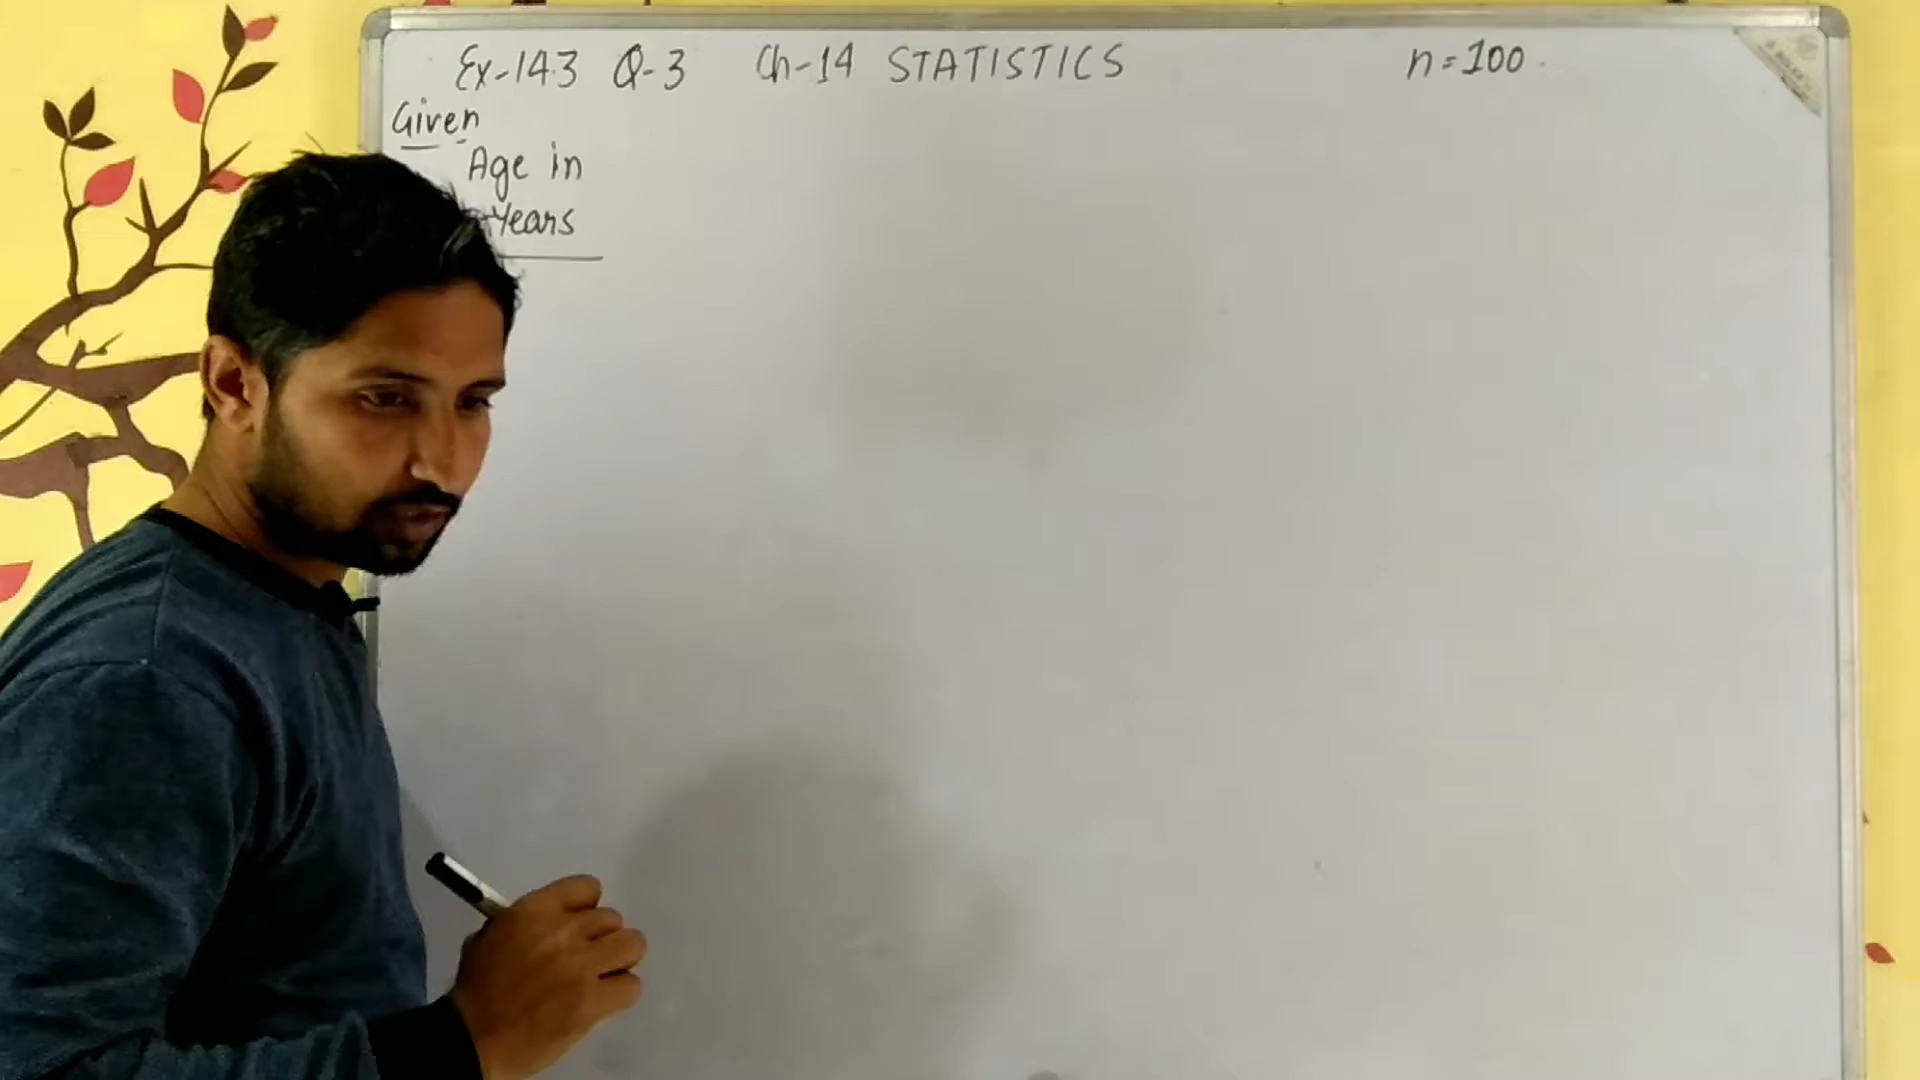 Ex-14.3 Q-3 Ch-14 STATISTICS n=100
Given
Age in
Years